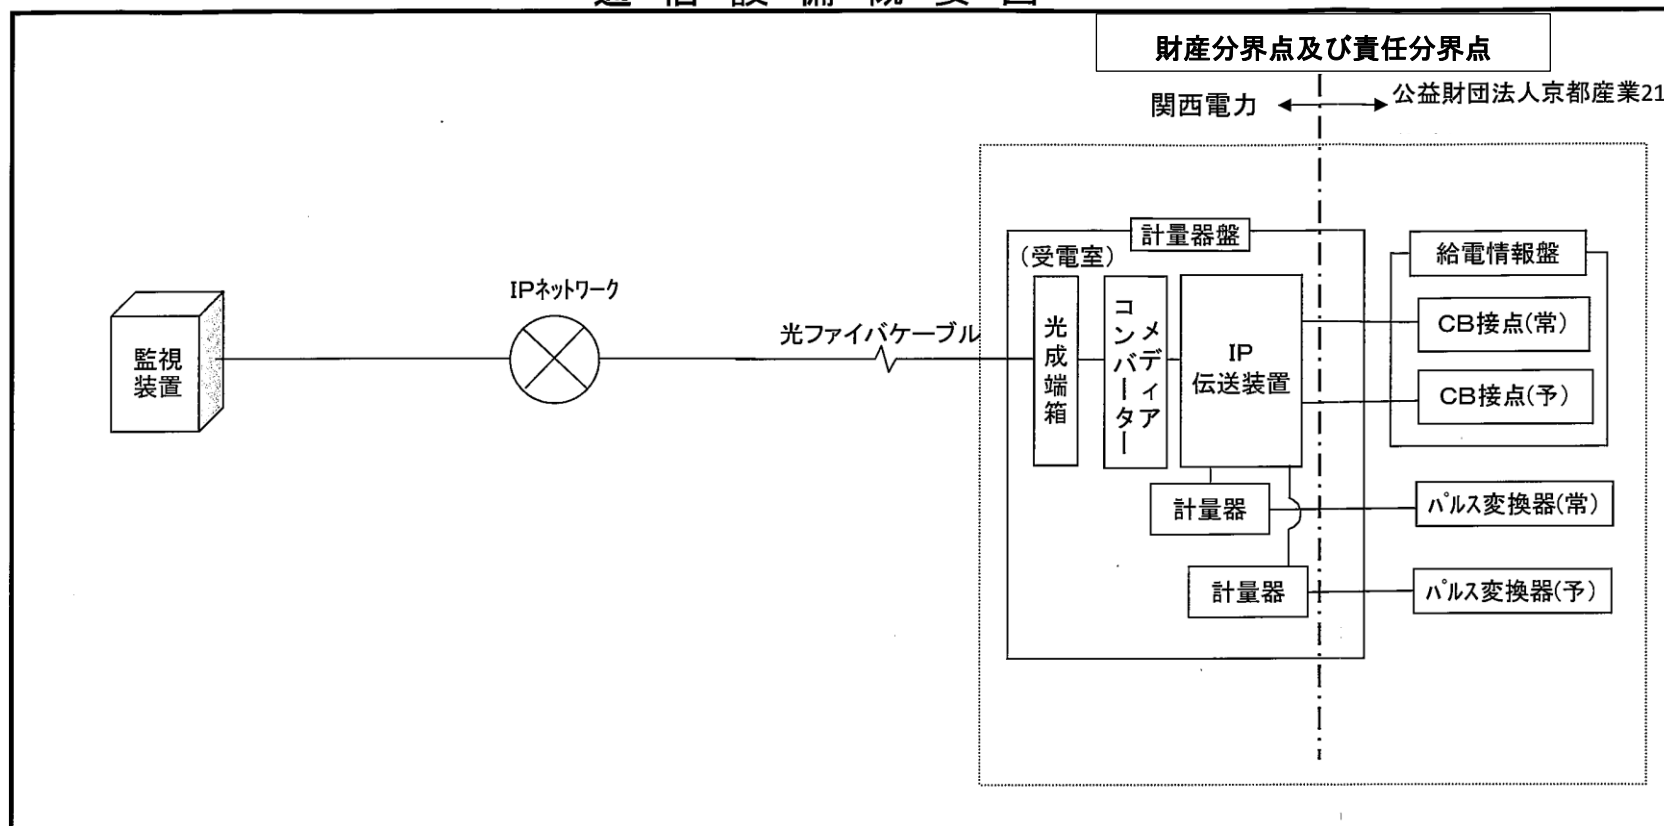 財産分界点及び責任分界点
関西電力
公益財団法人京都産業21
計量器盤
(受電室)
給電情報盤
IPネットワーク
光ファイバケーブル
監視
装置
光成端箱
メディア
コンバーター
IP
伝送装置
CB接点(常)
CB接点(予)
計量器
パルス変換器(常)
計量器
パルス変換器(予)